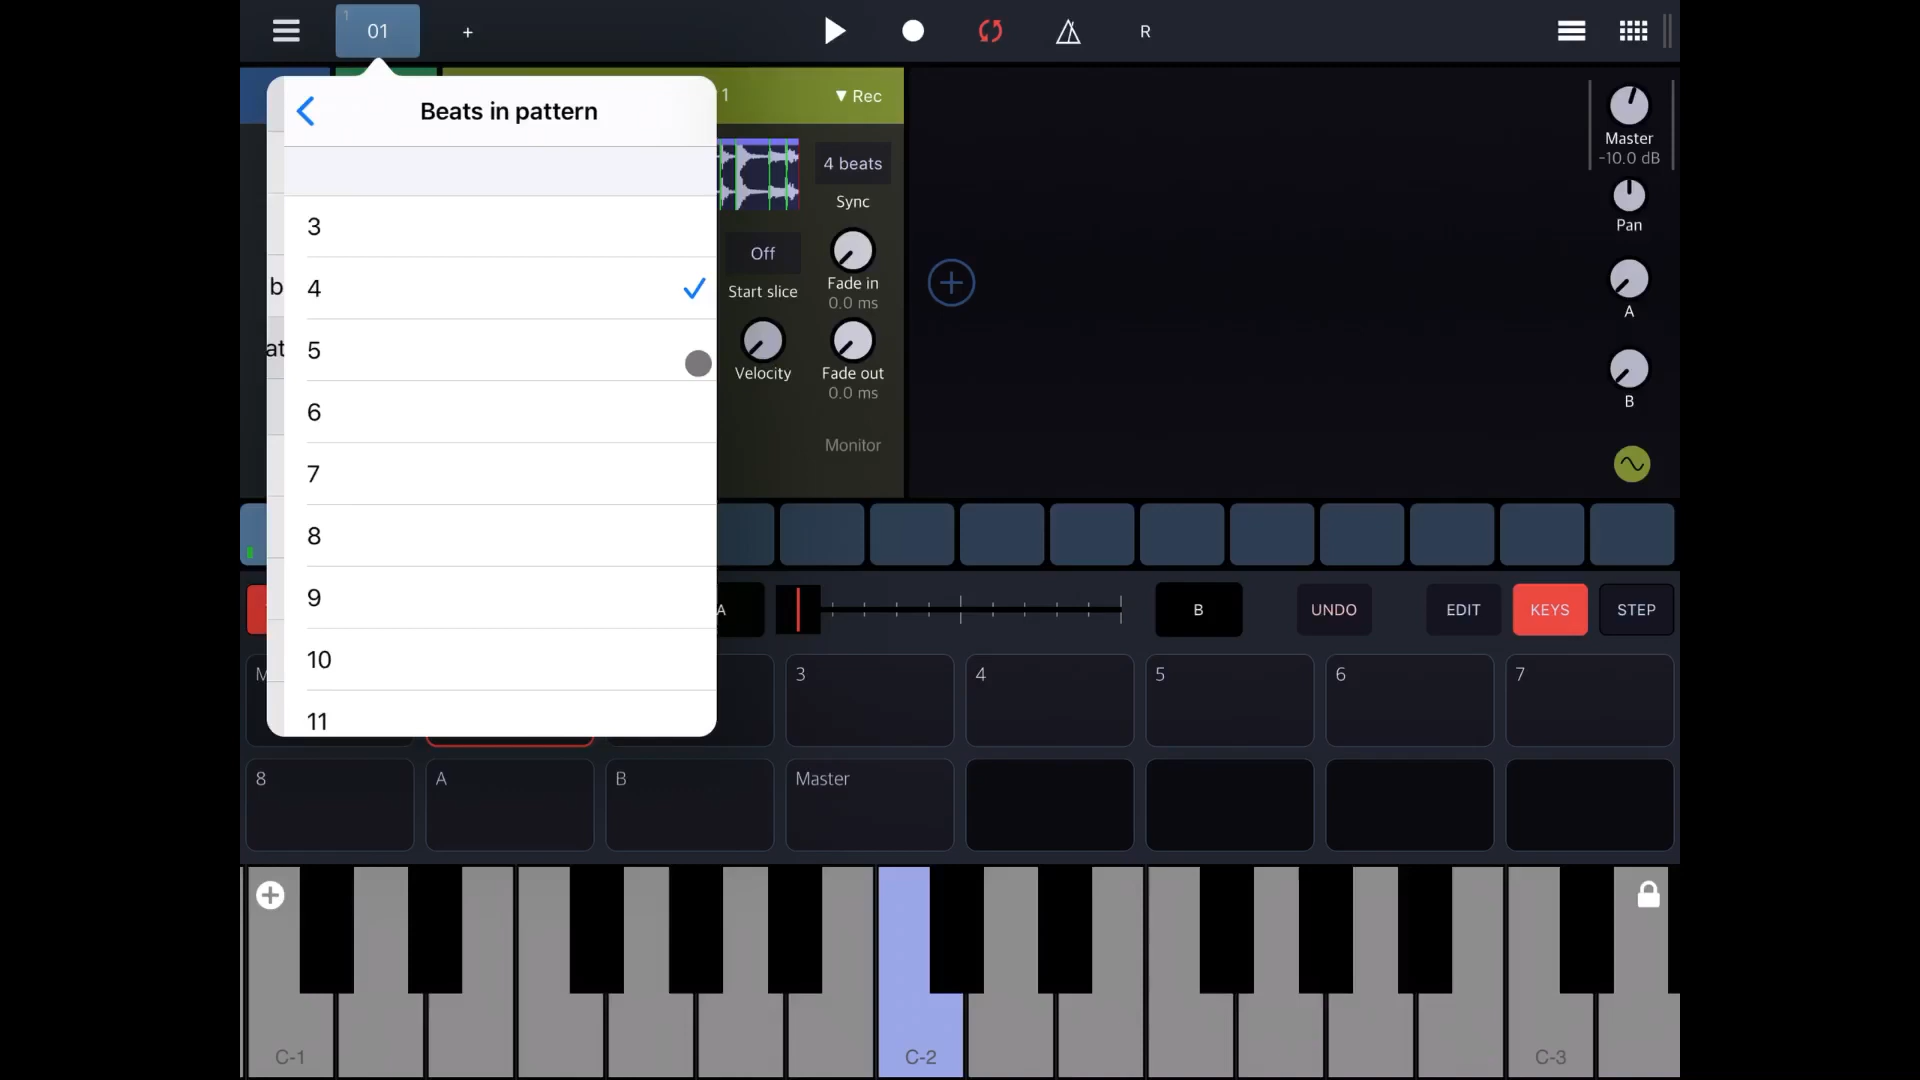 1
01
+
R
Beats in pattern
3
4
5
6
7
8
9
10
11
b
at
1
▼ Rec
4 beats
Sync
Off
Start slice
Fade in
0.0 ms
Velocity
Fade out
0.0 ms
Monitor
Master
-10.0 dB
Pan
A
B
A
B
UNDO
EDIT
KEYS
STEP
M
3
4
5
6
7
8
A
B
Master
C-1
C-2
C-3